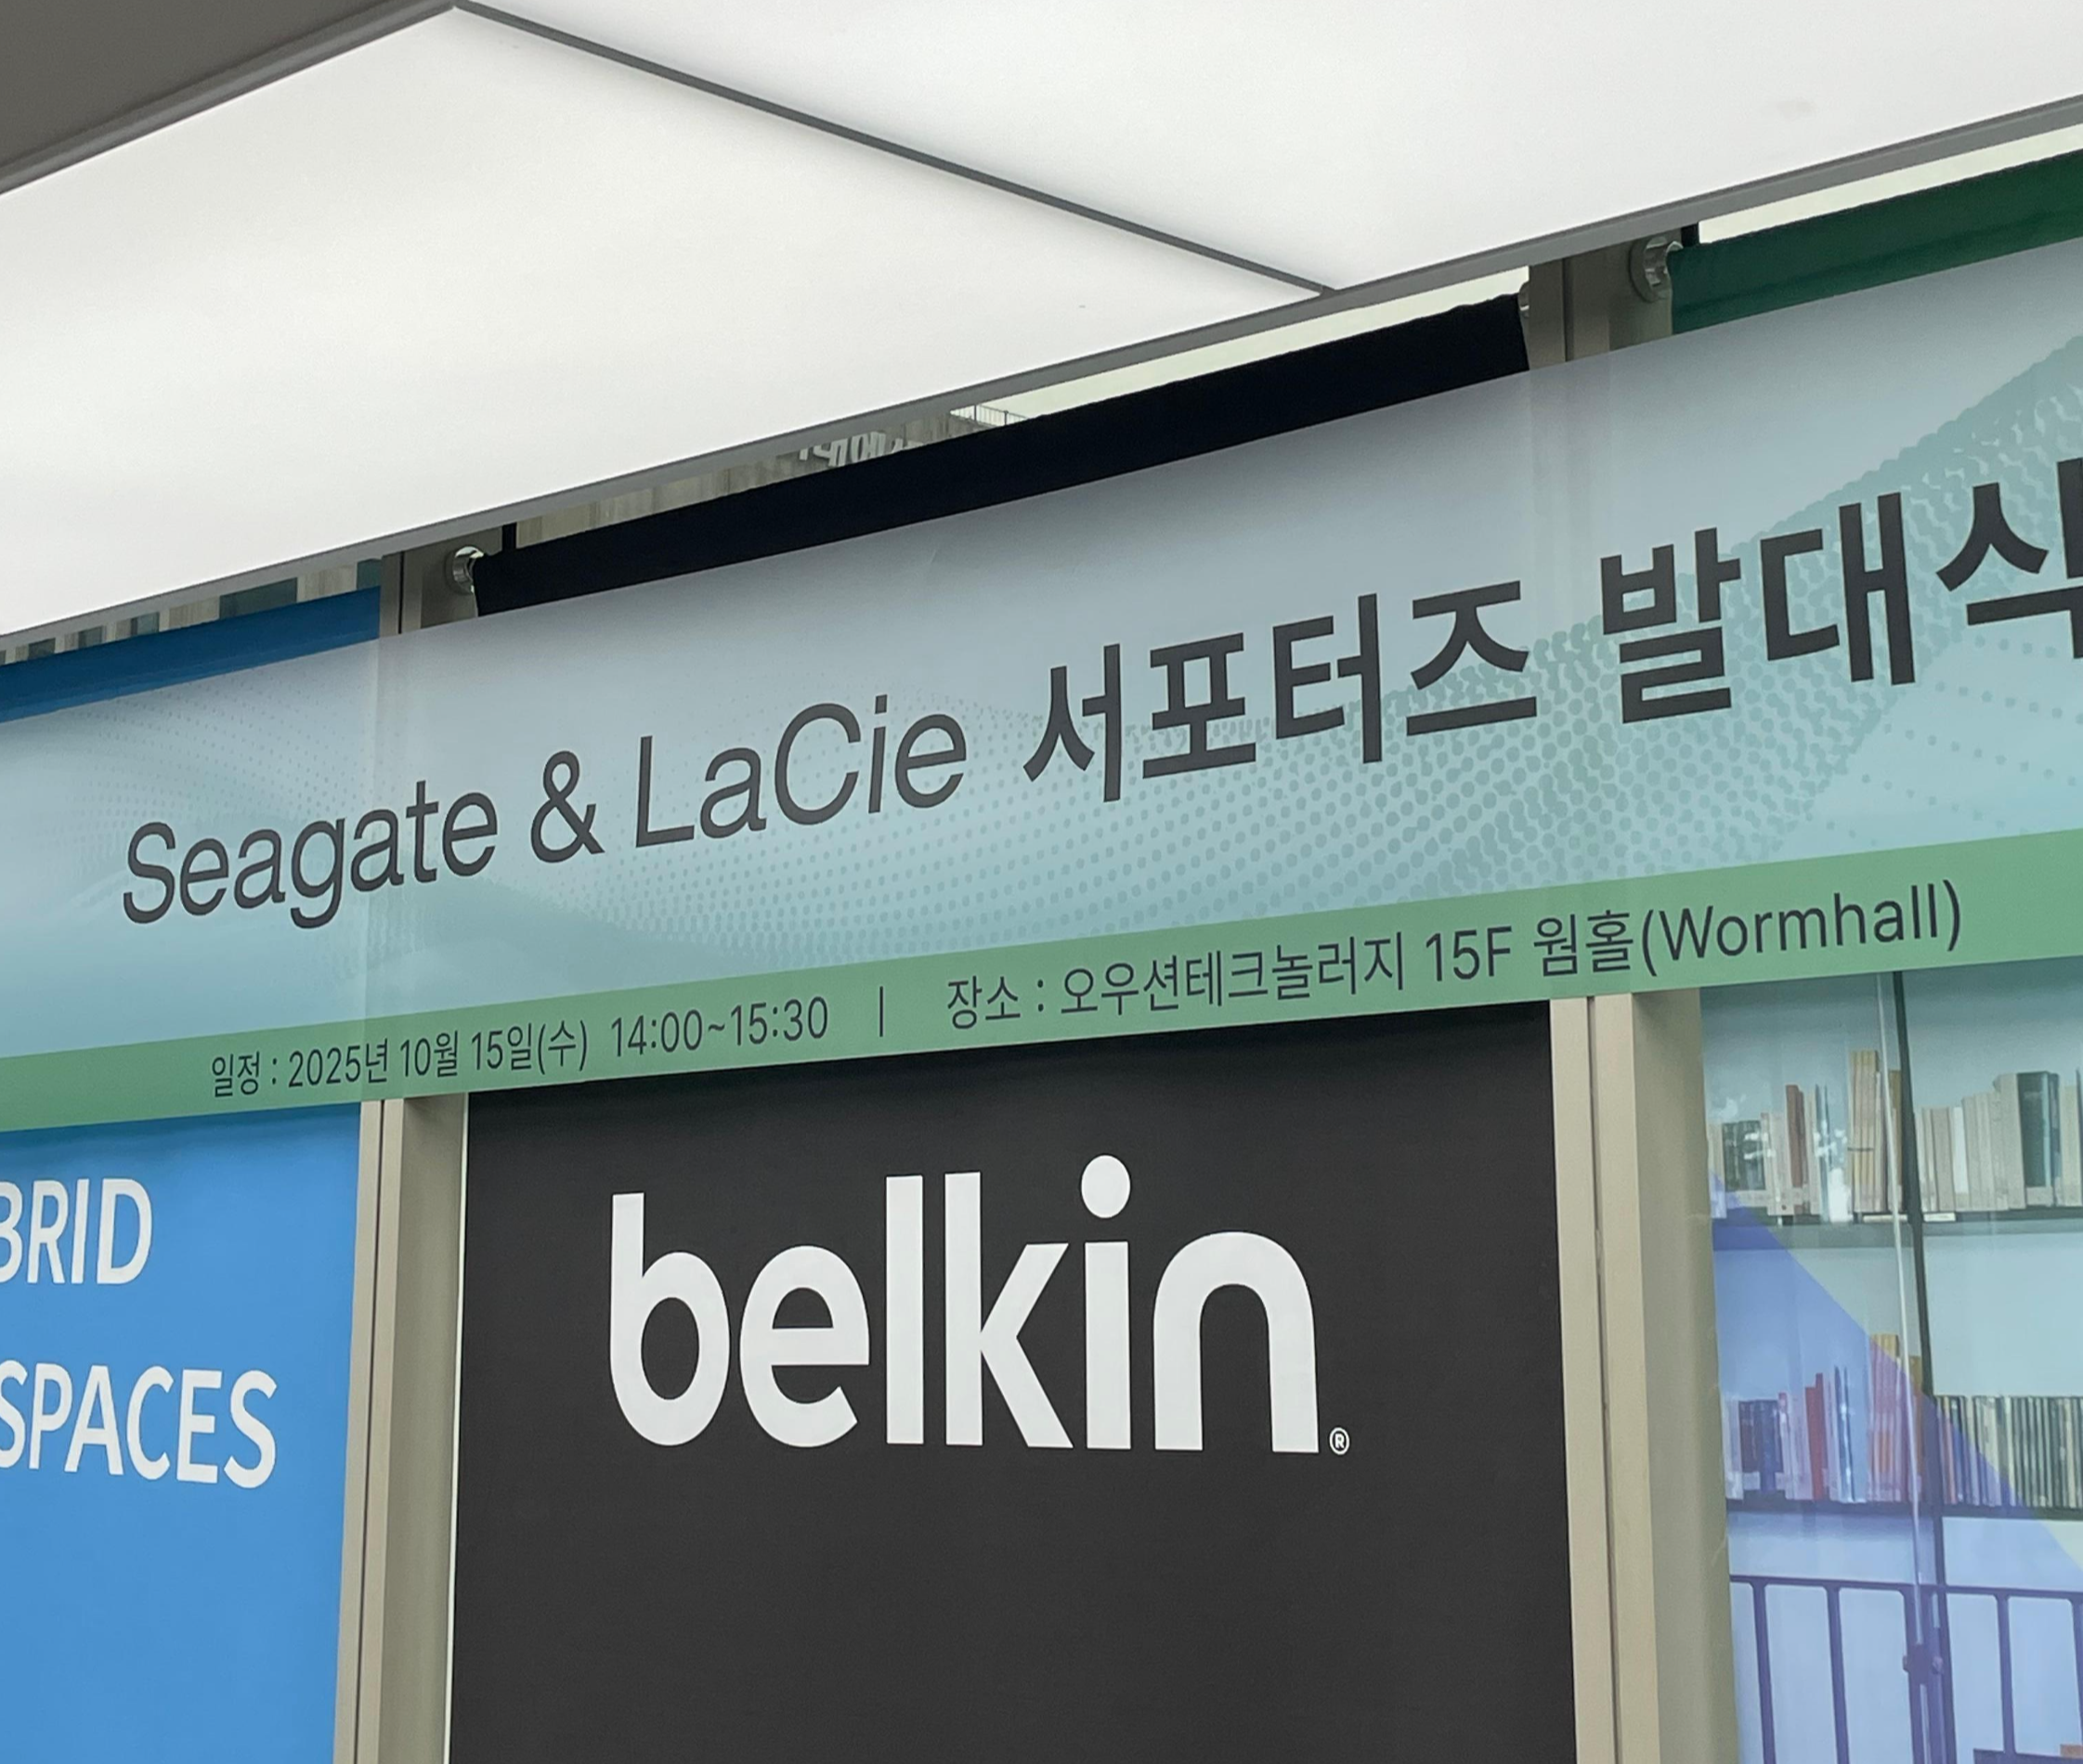 Seagate & LaCie 서포터즈 발대식
일정 : 2025년 10월 15일(수) 14:00~15:30 | 장소 : 오우션테크놀러지 15F 웜홀(Wormhall)
BRID
SPACES
belkin®